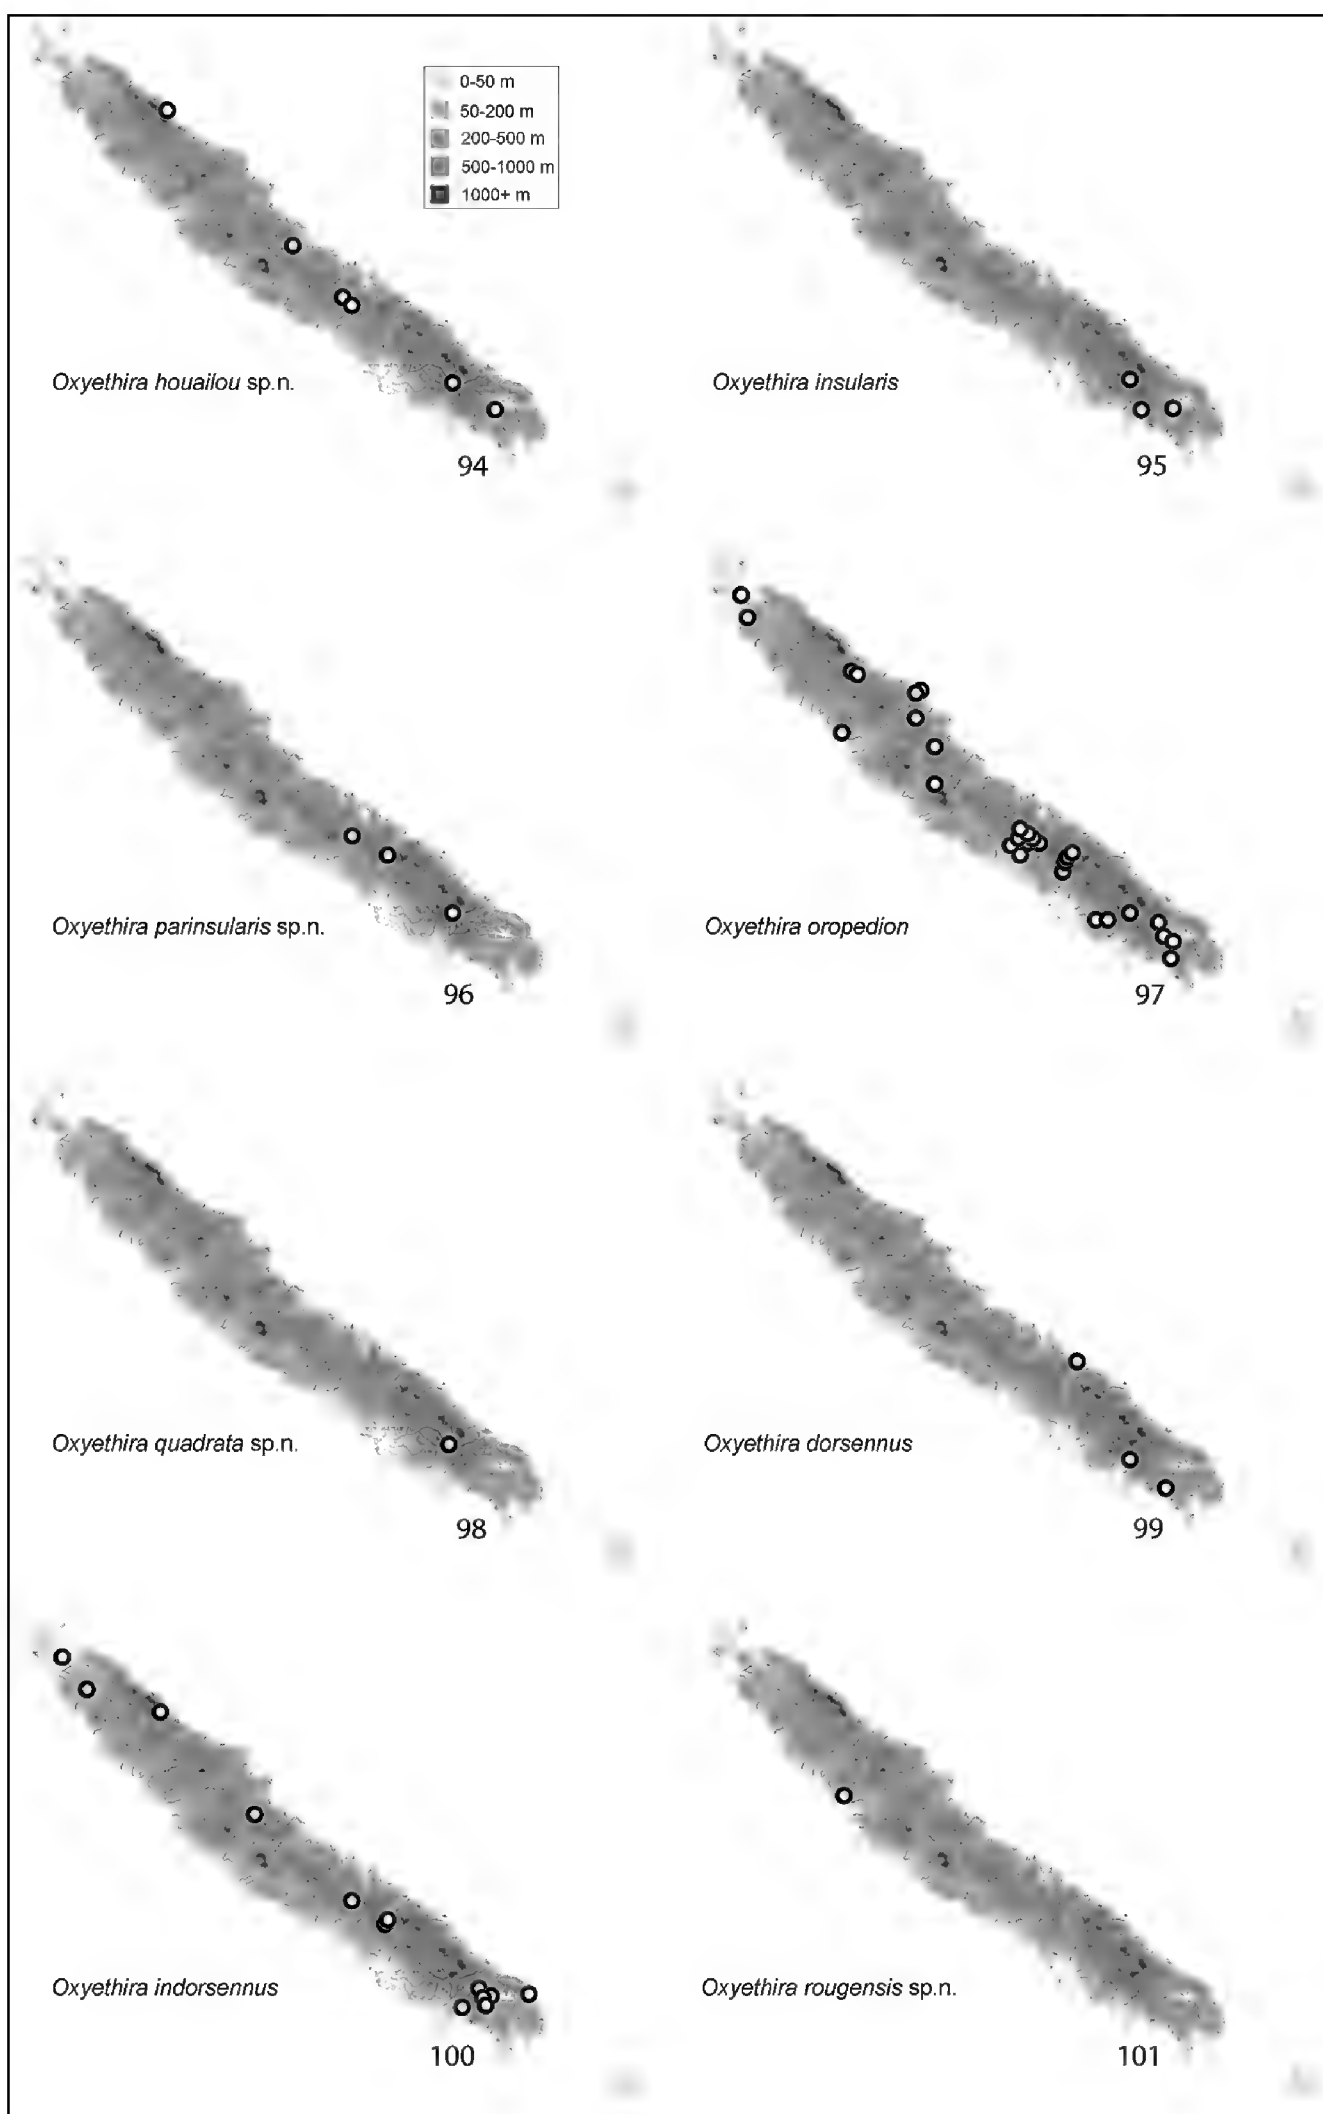 0-50 m
50-200 m
200-500 m
500-1000 m
1000+ m
Oxyethira houailou sp.n.
94
Oxyethira insularis
95
Oxyethira parinsularis sp.n.
96
Oxyethira oropedion
97
Oxyethira quadrata sp.n.
98
Oxyethira dorsennus
99
Oxyethira indorsennus
100
Oxyethira rougensis sp.n.
101